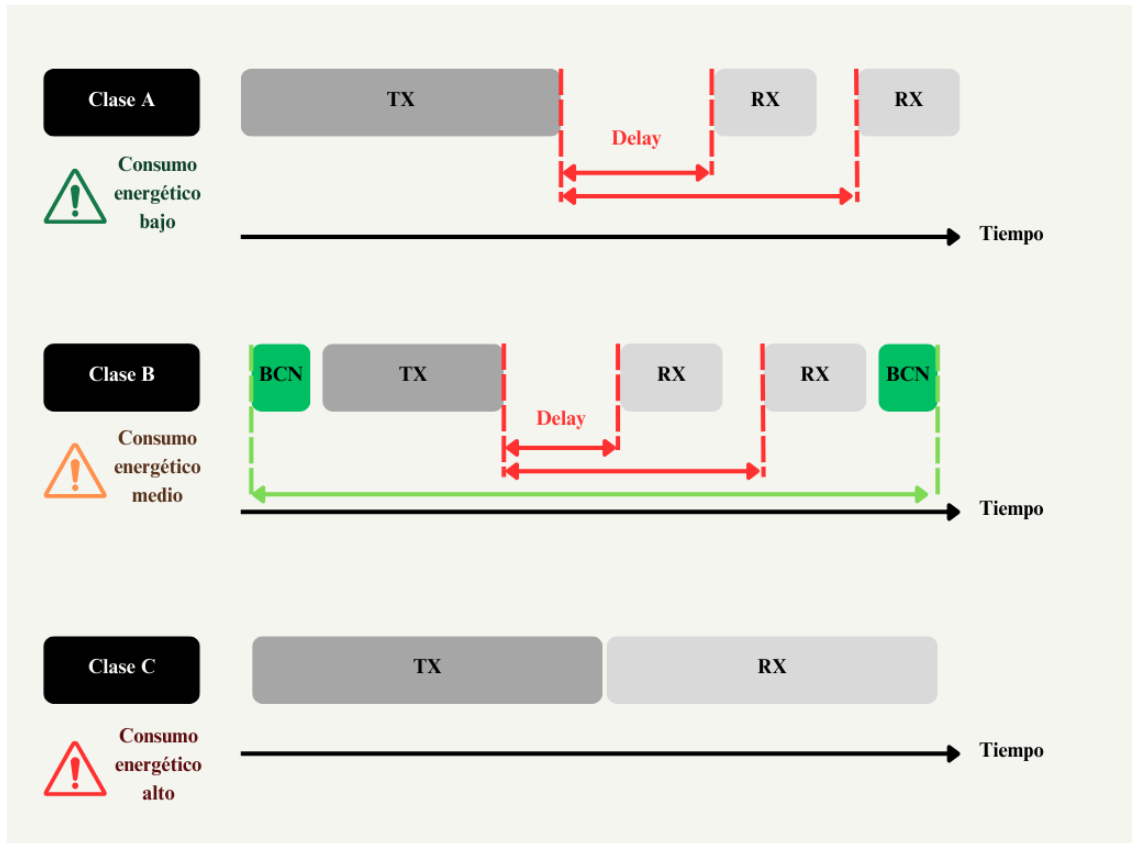 Clase A
TX
RX
RX
Delay
Consumo
energético
bajo
Tiempo
Clase B
BCN
TX
RX
RX
BCN
Delay
Consumo
energético
medio
Tiempo
Clase C
TX
RX
Consumo
energético
alto
Tiempo